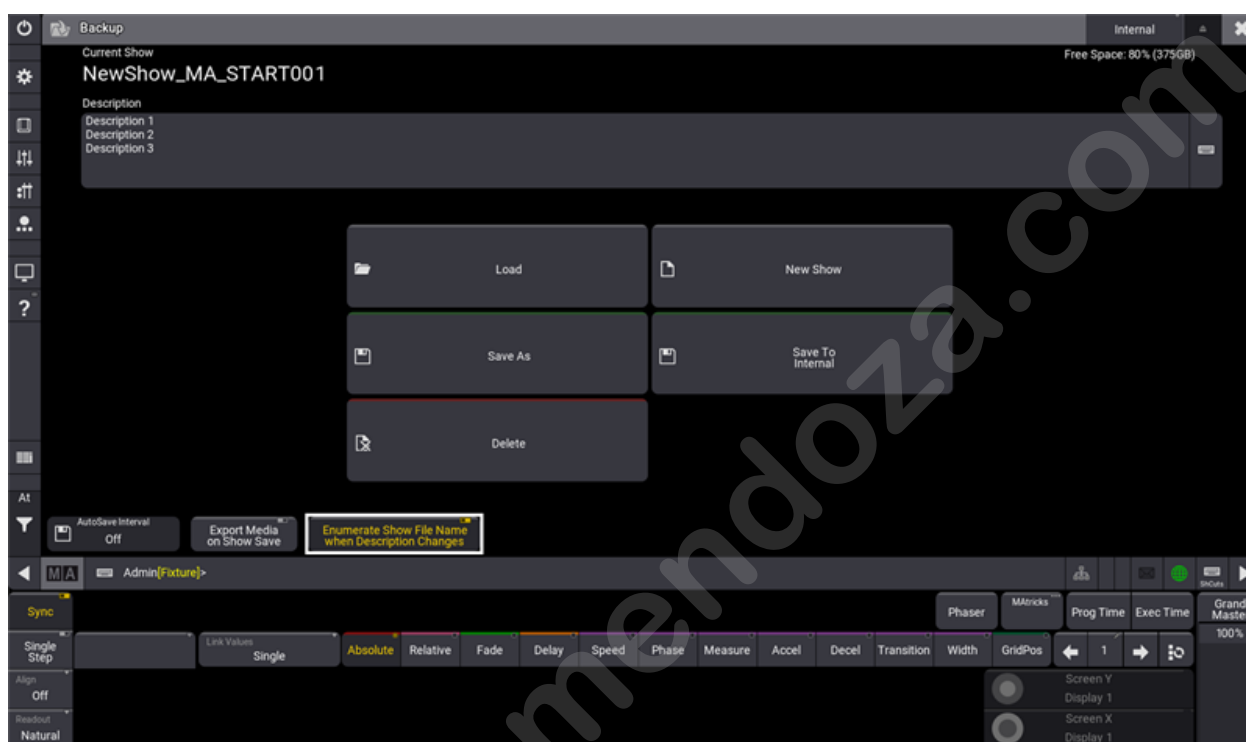 Backup
Internal
Current Show
Free Space: 80% (375GB)
NewShow_MA_START001
Description
Description 1
Description 2
Description 3
Load
New Show
Save As
Save To
Internal
Delete
?
At
AutoSave Interval
Off
Export Media
on Show Save
Enumerate Show File Name
when Description Changes
MA
Admin[Fixture]>
ShCuts
Sync
Phaser
MAtricks
Prog Time
Exec Time
Grand
Master
100%
Single
Step
Link Values
Single
Absolute
Relative
Fade
Delay
Speed
Phase
Measure
Accel
Decel
Transition
Width
GridPos
1
Align
Off
Screen Y
Display 1
Readout
Natural
Screen X
Display 1
mendoza.com